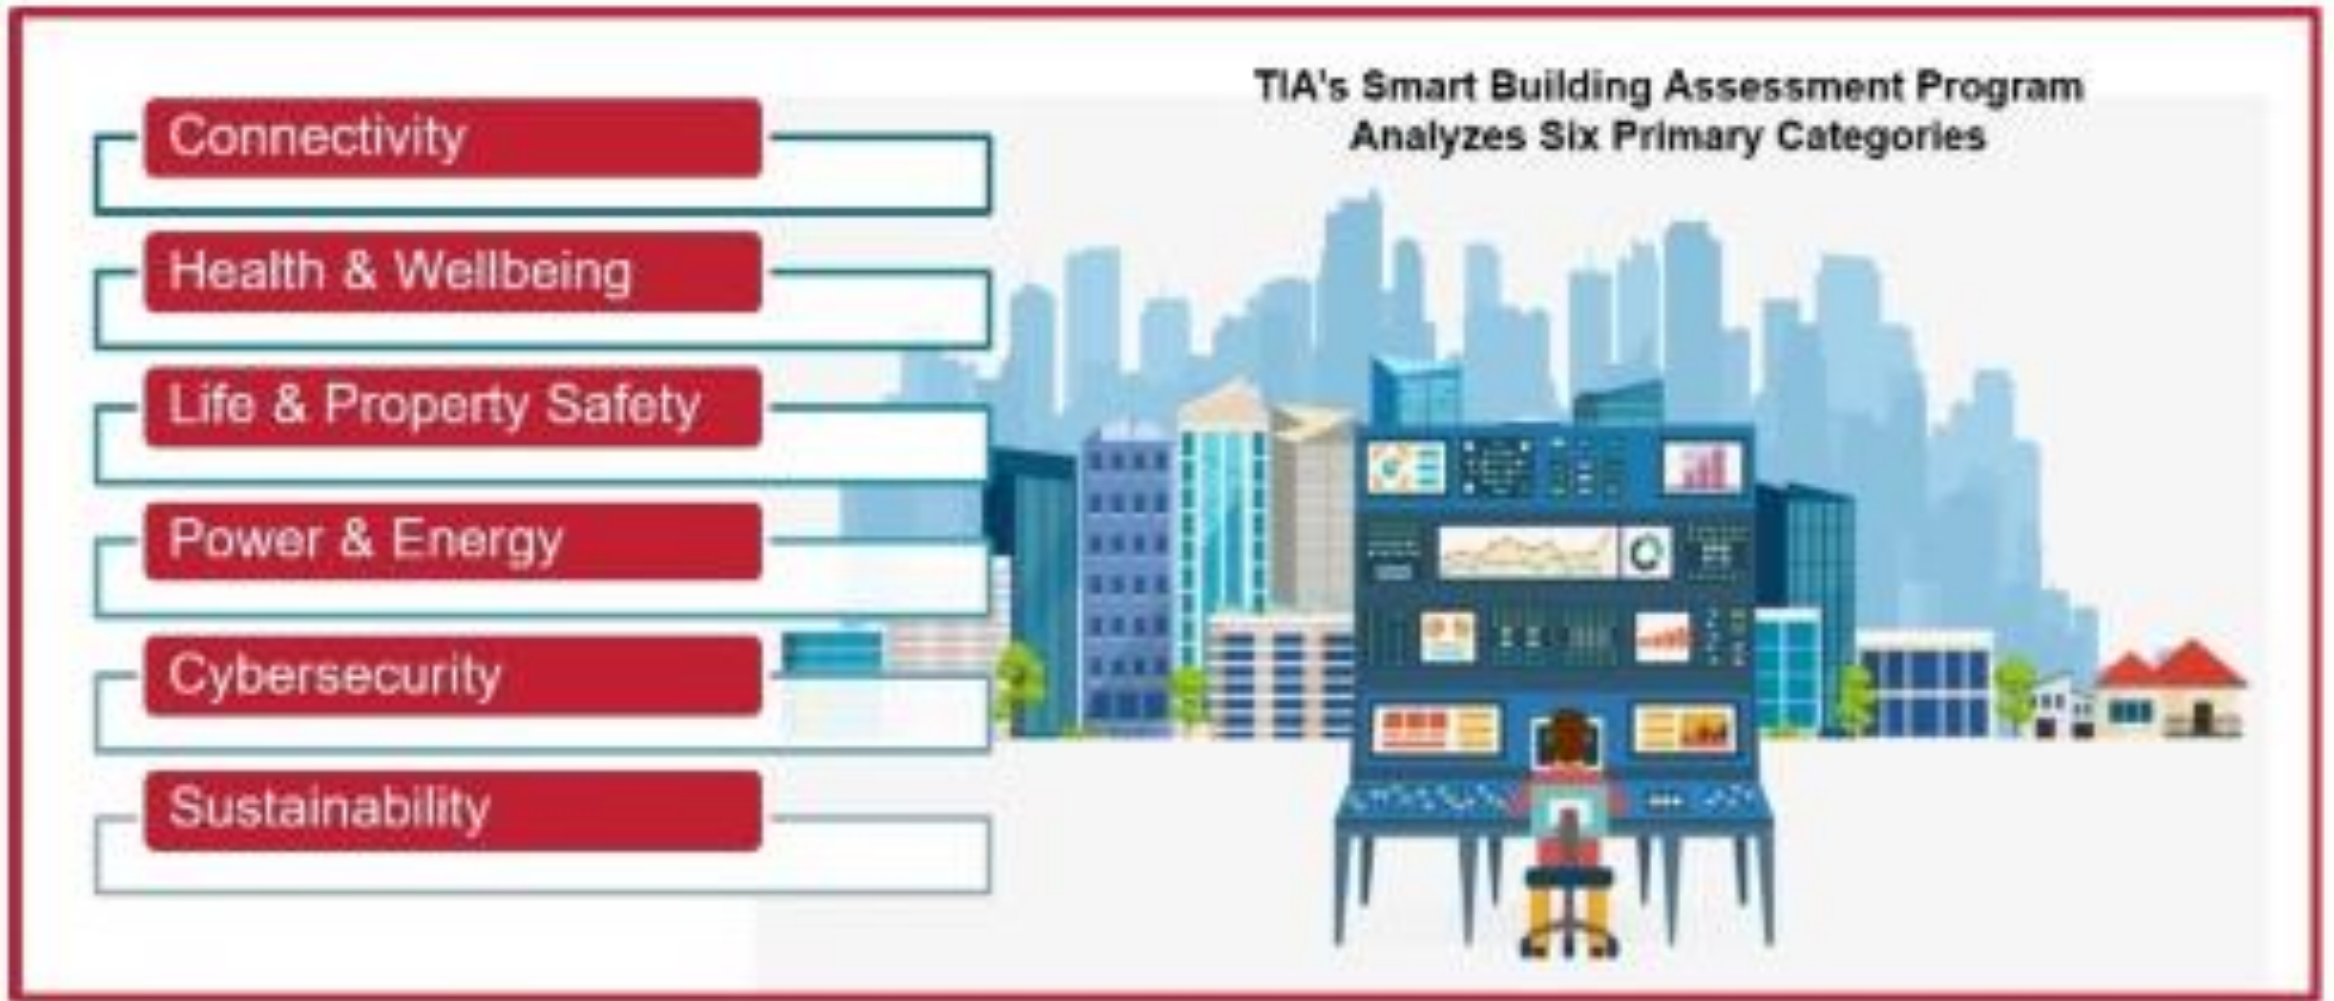 TIA's Smart Building Assessment Program
Analyzes Six Primary Categories
Connectivity
Health & Wellbeing
Life & Property Safety
Power & Energy
Cybersecurity
Sustainability